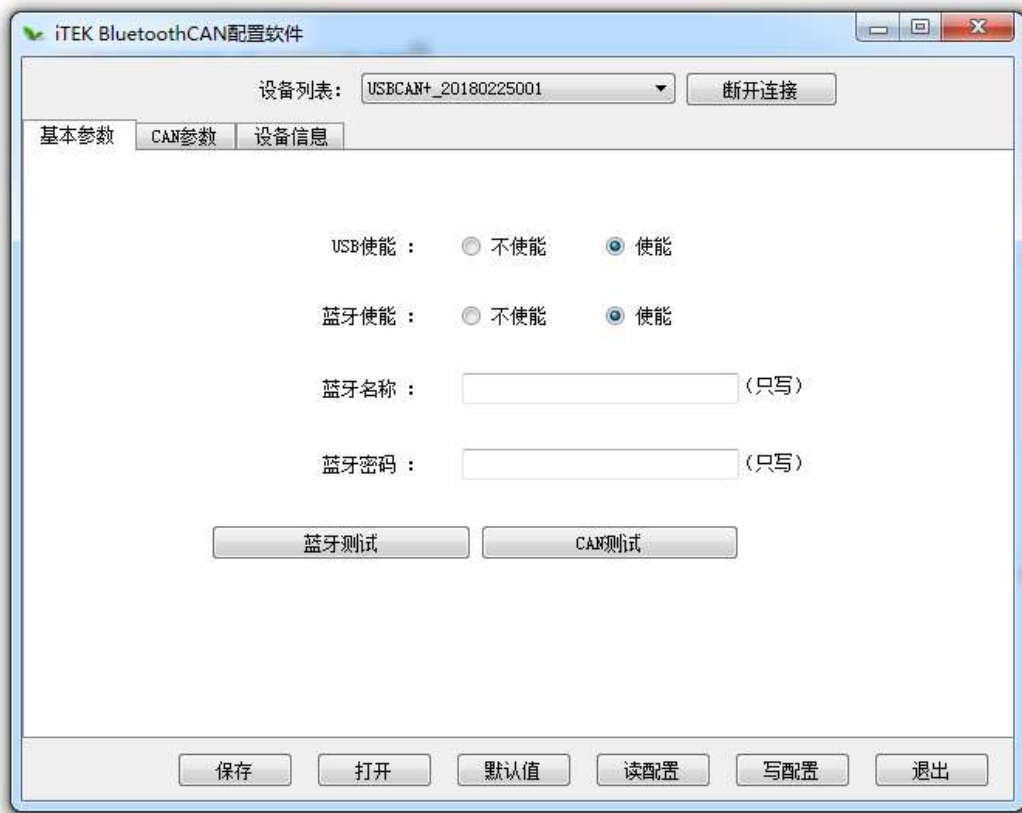 iTEK BluetoothCAN配置软件
设备列表： USBCAN+_20180225001 断开连接
基本参数 CAN参数 设备信息
USB使能 ： 不使能 使能
蓝牙使能 ： 不使能 使能
蓝牙名称 ： (只写)
蓝牙密码 ： (只写)
蓝牙测试 CAN测试
保存 打开 默认值 读配置 写配置 退出